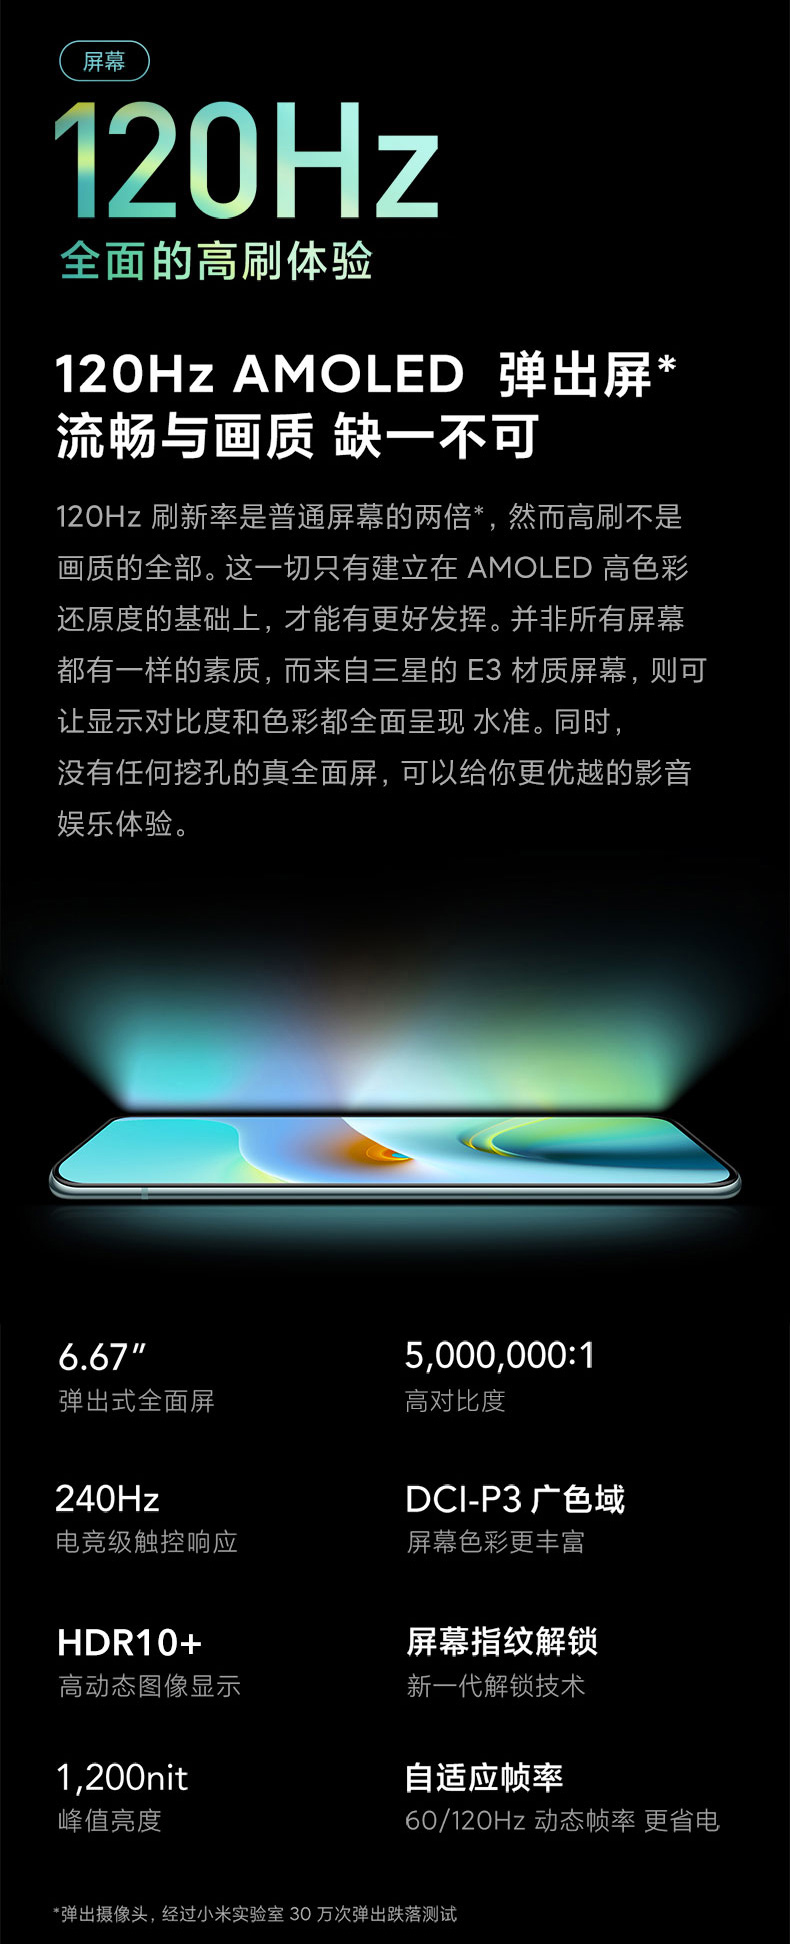 屏幕
120Hz
全面的高刷体验
120Hz AMOLED 弹出屏*
流畅与画质 缺一不可
120Hz 刷新率是普通屏幕的两倍*，然而高刷不是
画质的全部。这一切只有建立在 AMOLED 高色彩
还原度的基础上，才能有更好发挥。并非所有屏幕
都有一样的素质，而来自三星的 E3 材质屏幕，则可
让显示对比度和色彩都全面呈现 水准。同时，
没有任何挖孔的真全面屏，可以给你更优越的影音
娱乐体验。
6.67”
弹出式全面屏
5,000,000:1
高对比度
240Hz
电竞级触控响应
DCI-P3 广色域
屏幕色彩更丰富
HDR10+
高动态图像显示
屏幕指纹解锁
新一代解锁技术
1,200nit
峰值亮度
自适应帧率
60/120Hz 动态帧率 更省电
*弹出摄像头，经过小米实验室 30 万次弹出跌落测试